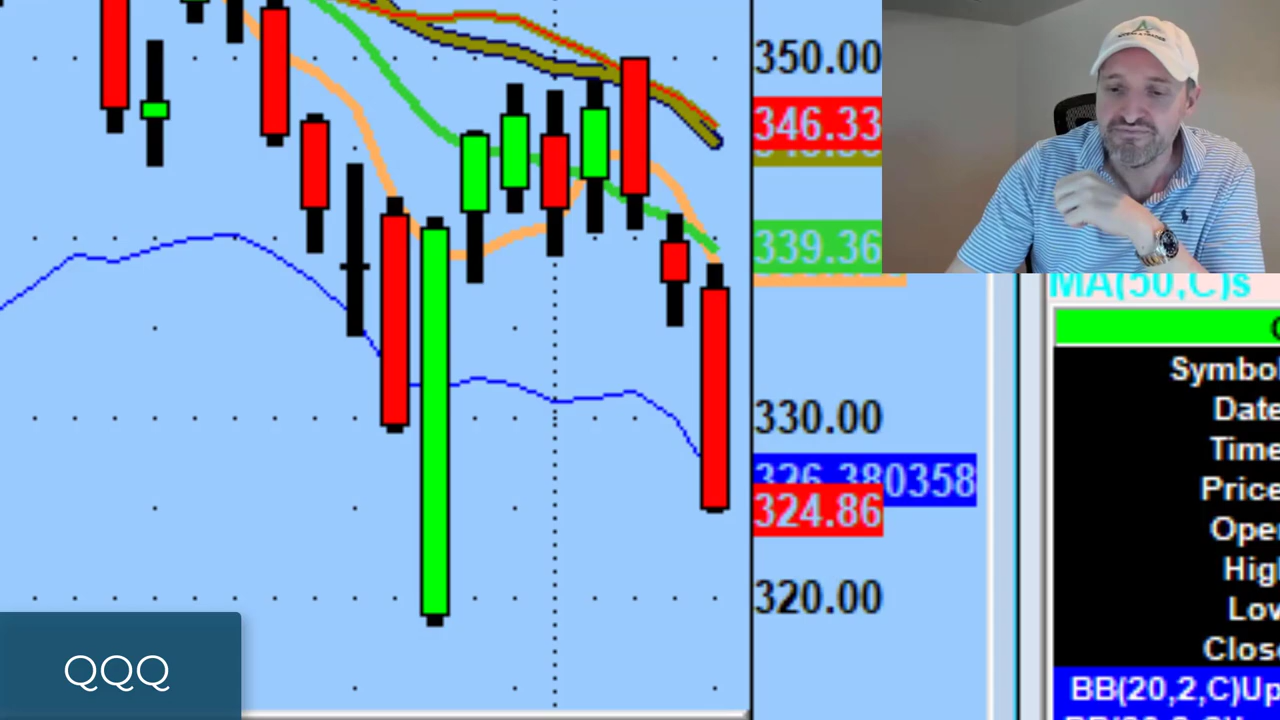 350.00
346.33
339.36
330.00
326.380358
324.86
320.00
MA(50,C)s
Symbol
Date
Time
Price
Ope
High
Low
Close
BB(20,2,C)Up
QQQ